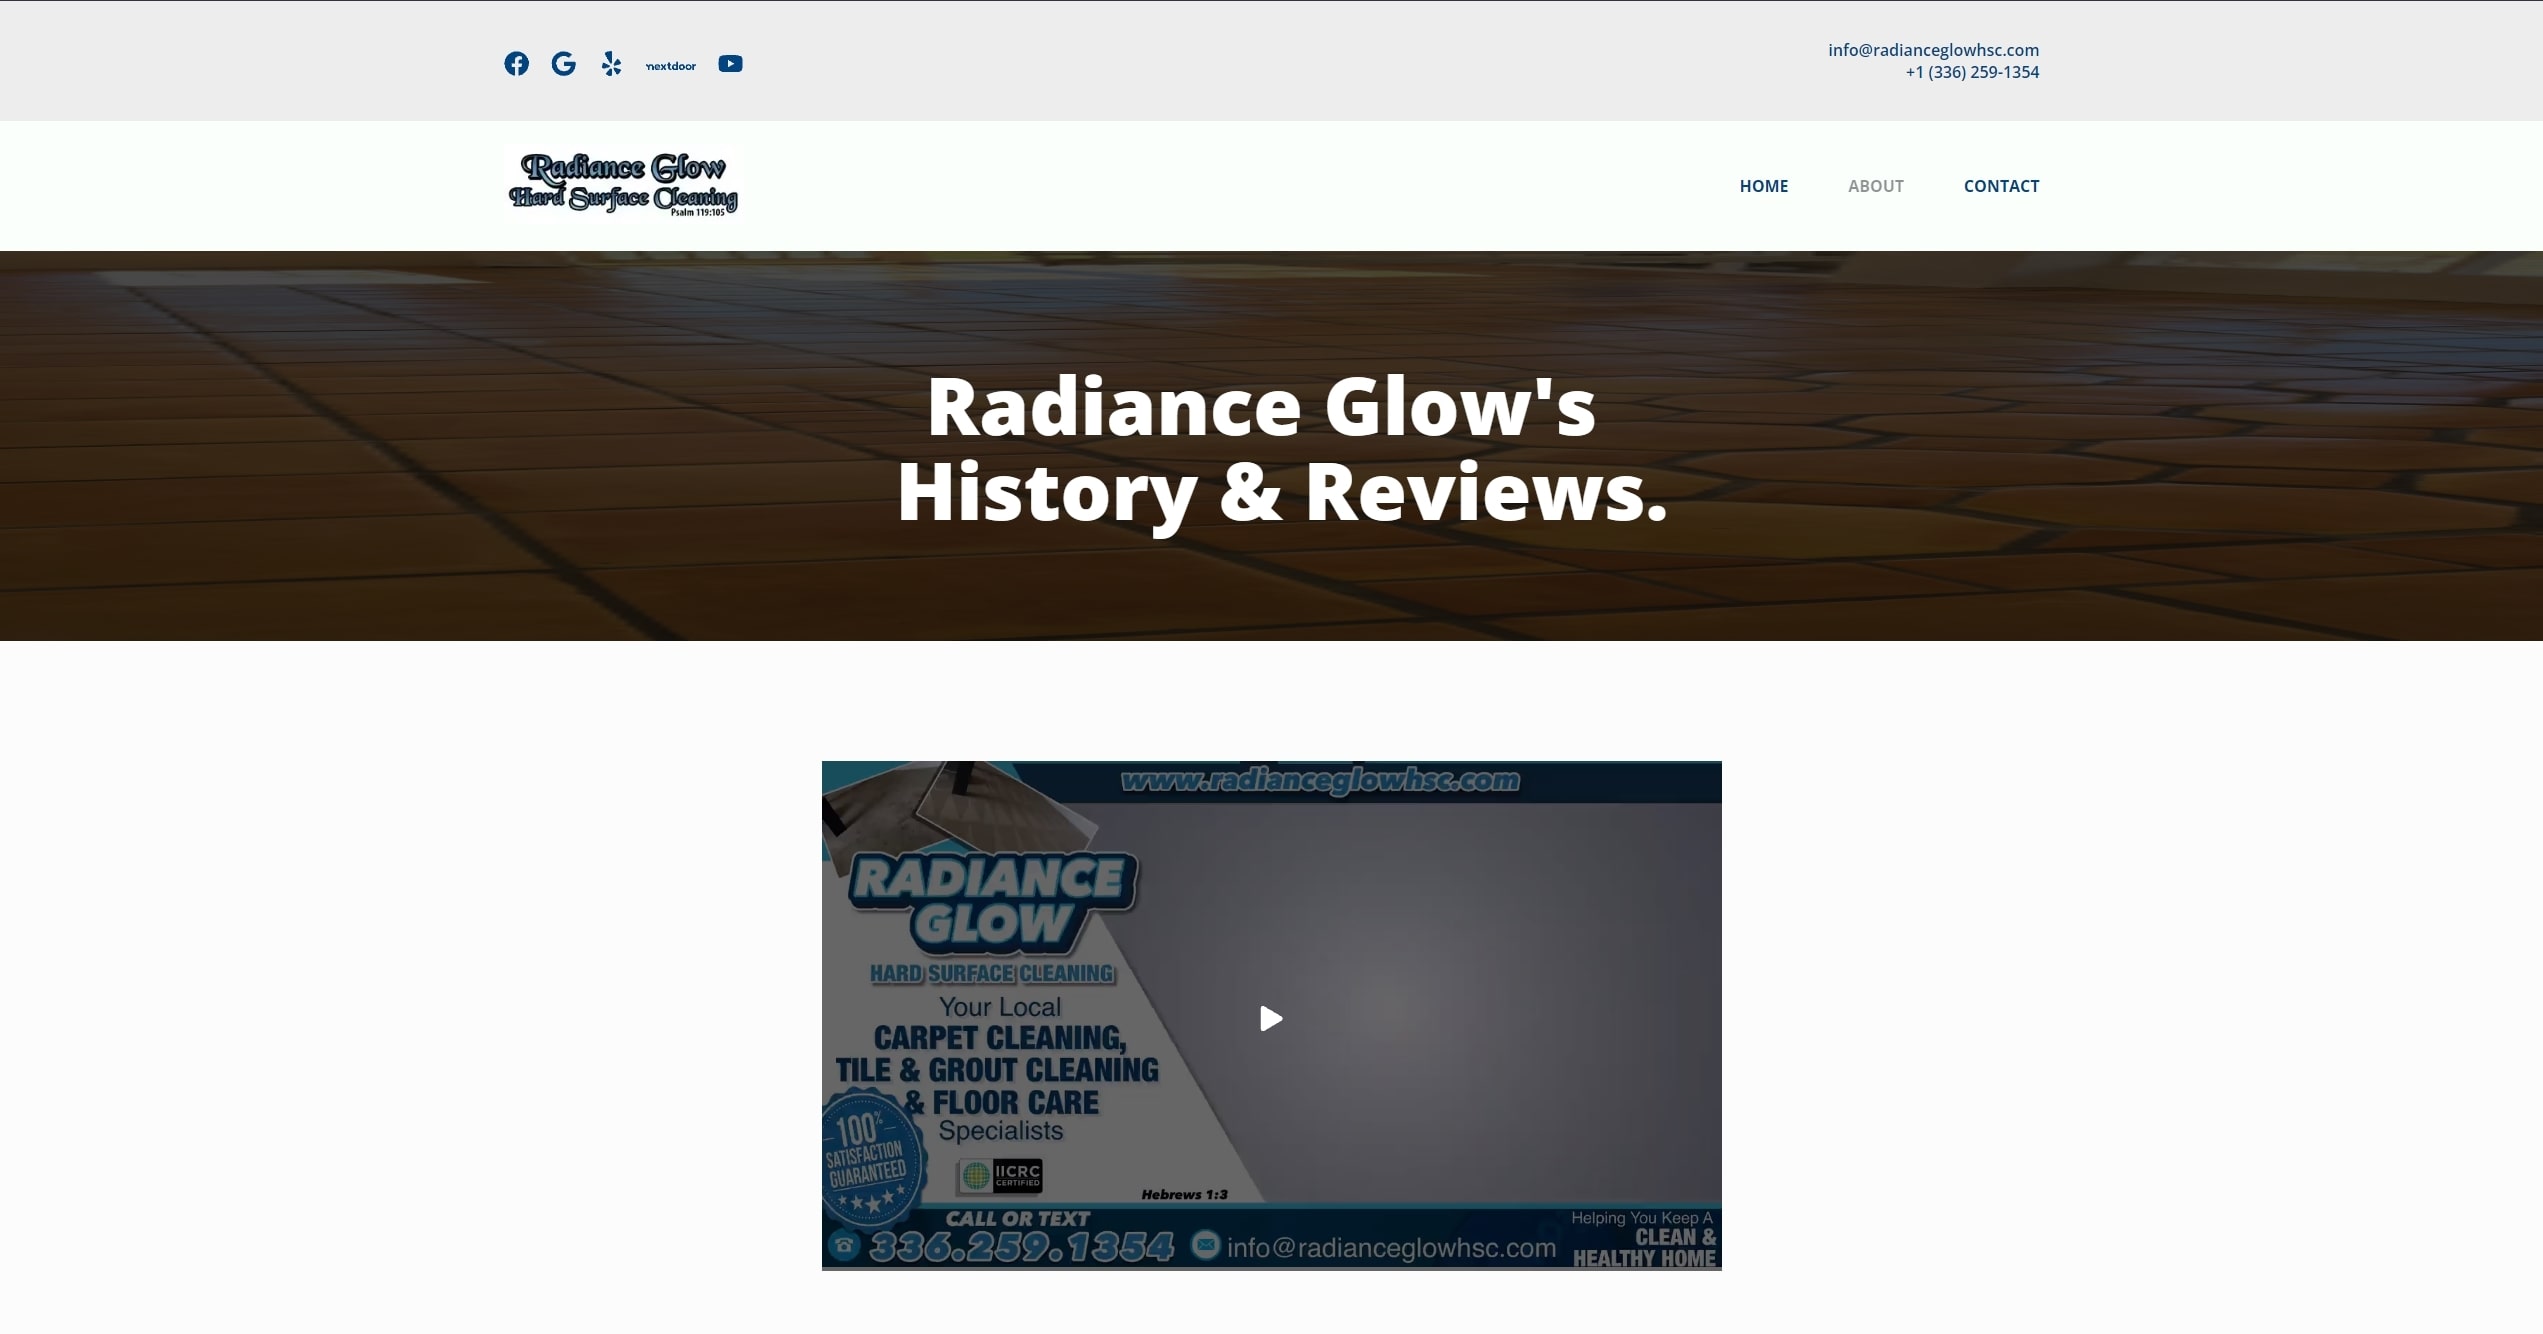 nextdoor
info@radianceglowhsc.com
+1 (336) 259-1354
Radiance Glow
Hard Surface Cleaning
Psalm 119:105
HOME
ABOUT
CONTACT
Radiance Glow's
History & Reviews.
www.radianceglowhsc.com
RADIANCE
GLOW
HARD SURFACE CLEANING
Your Local
CARPET CLEANING,
TILE & GROUT CLEANING
& FLOOR CARE
Specialists
100%
SATISFACTION
GUARANTEED
IICRC
CERTIFIED
Hebrews 1:3
CALL OR TEXT
336.259.1354
info@radianceglowhsc.com
Helping You Keep A
CLEAN &
HEALTHY HOME